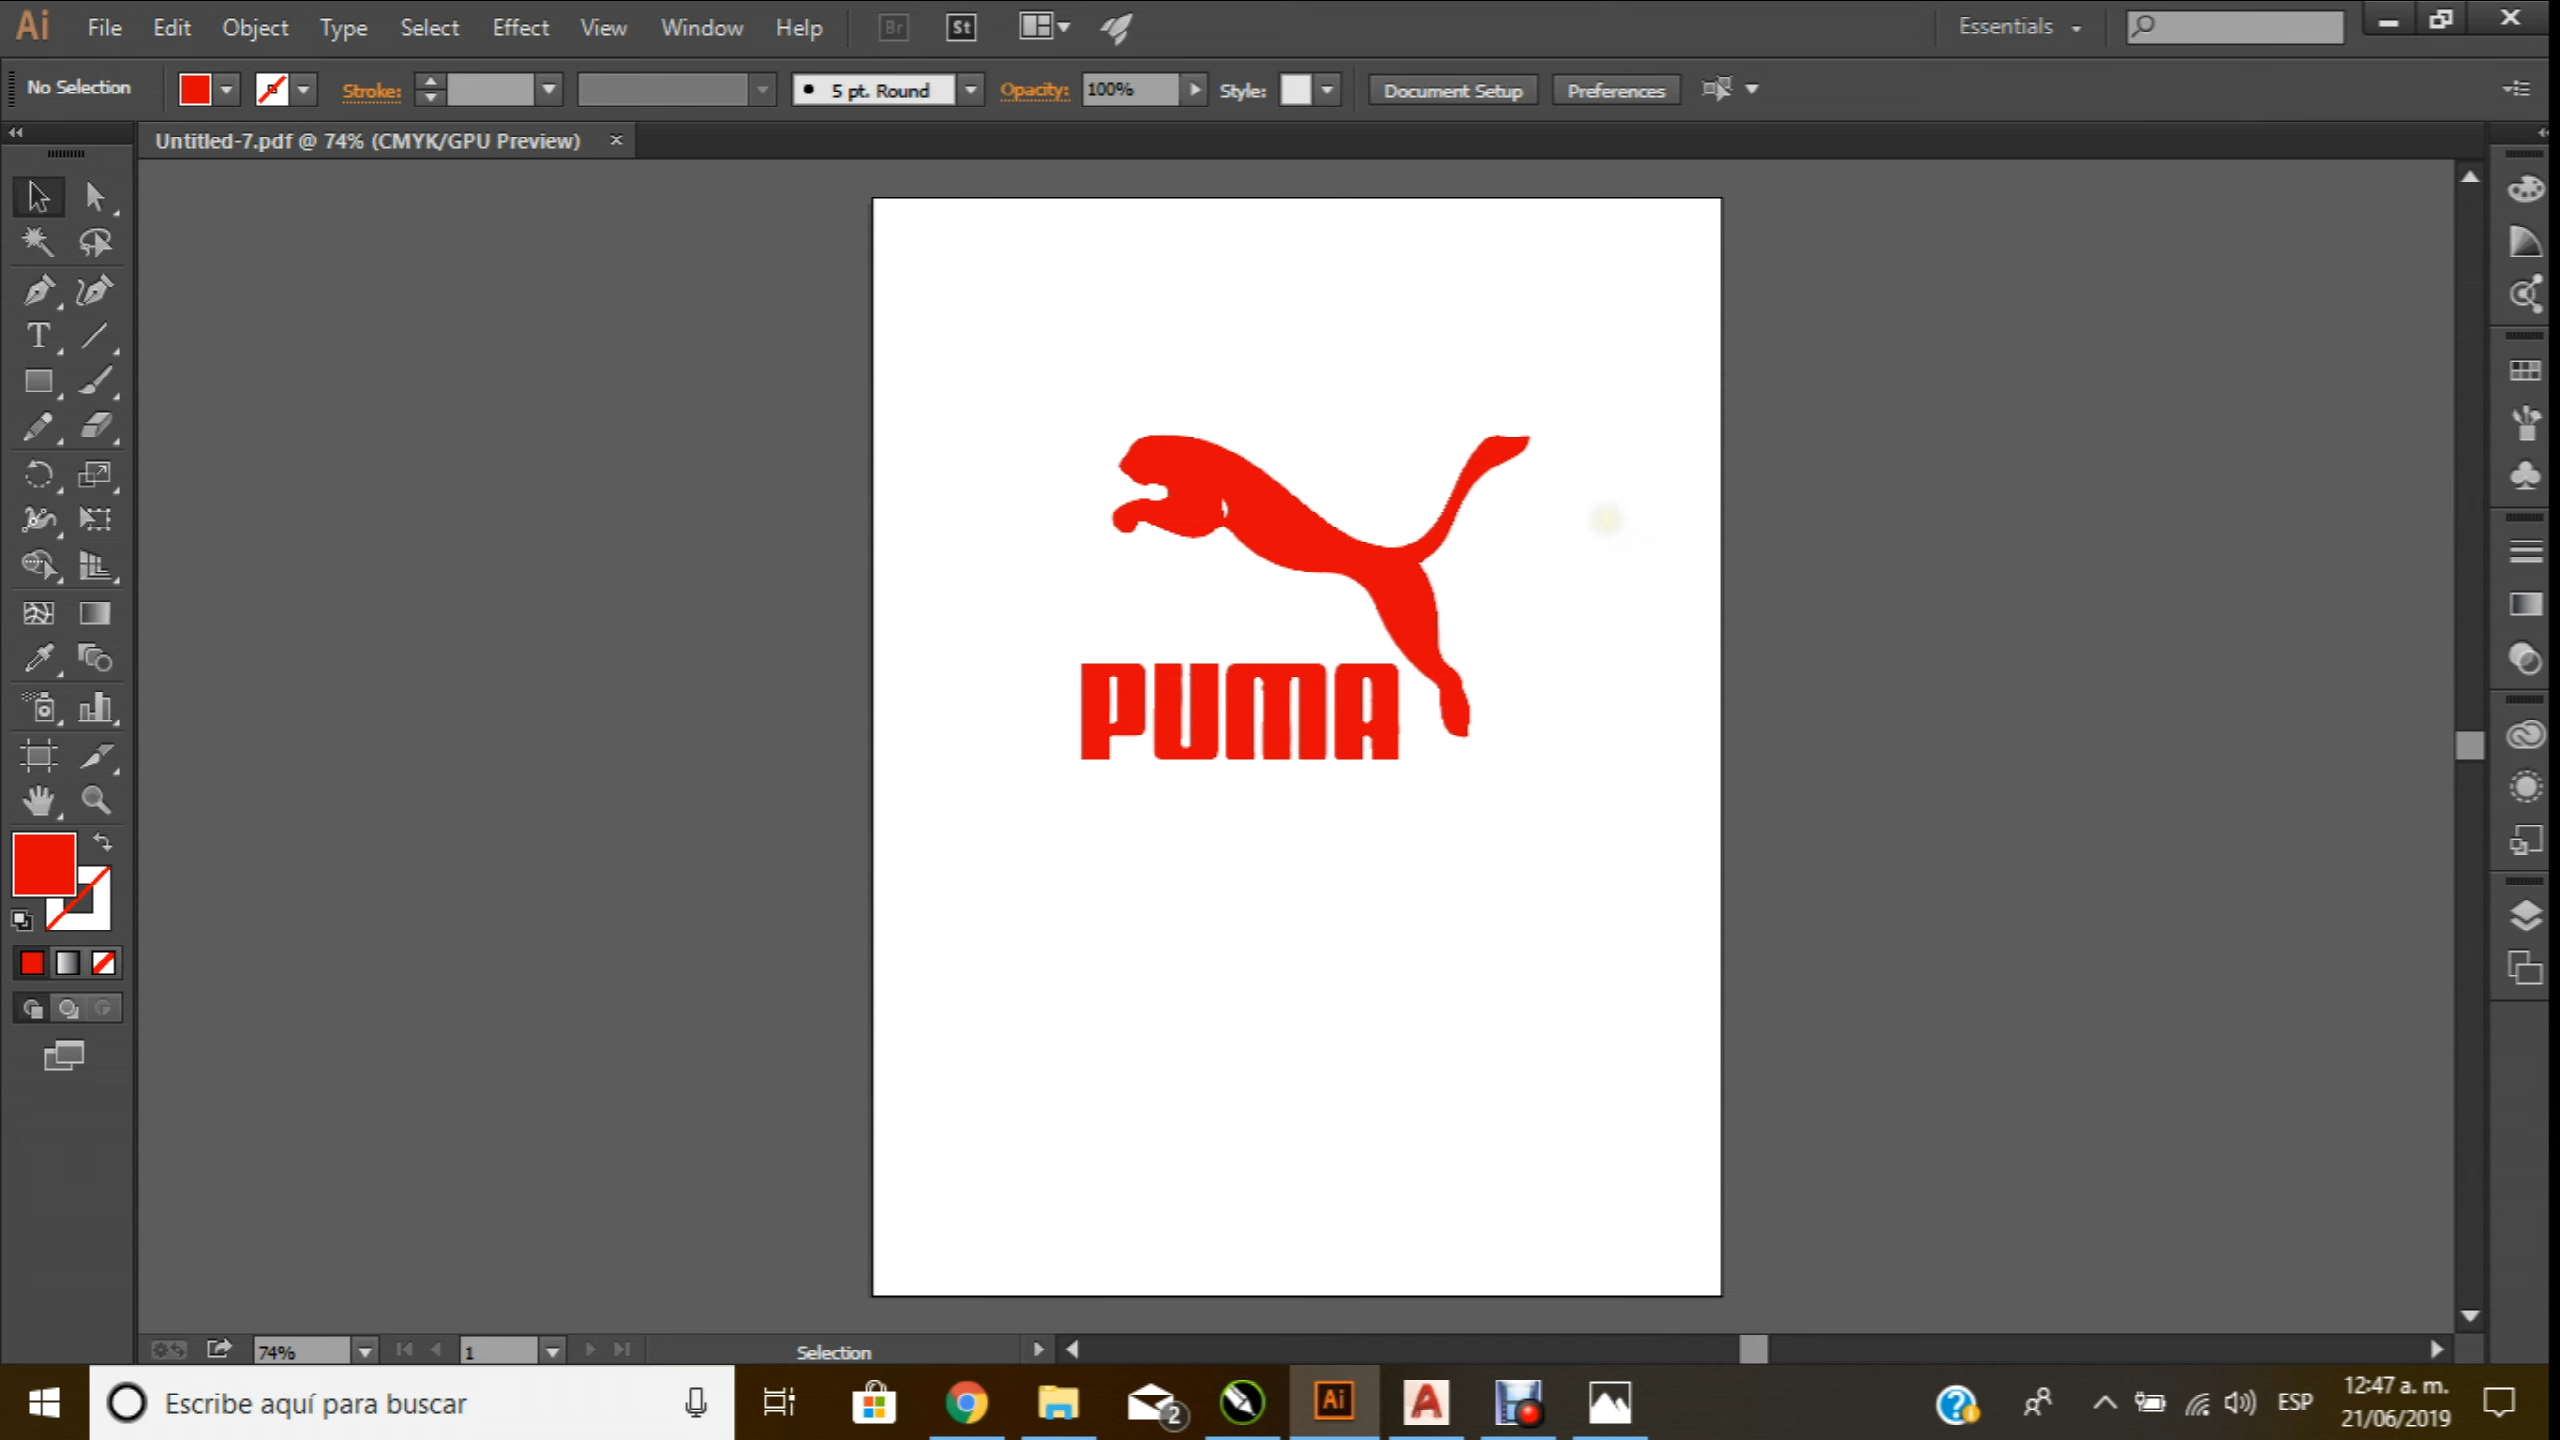 Ai File Edit Object Type Select Effect View Window Help Br St Essentials
No Selection Stroke: 5 pt. Round Opacity: 100% Style: Document Setup Preferences
Untitled-7.pdf @ 74% (CMYK/GPU Preview) ×
T
PUMA
74% 1 Selection
Escribe aquí para buscar 2 Ai A ? ESP 12:47 a. m.
21/06/2019